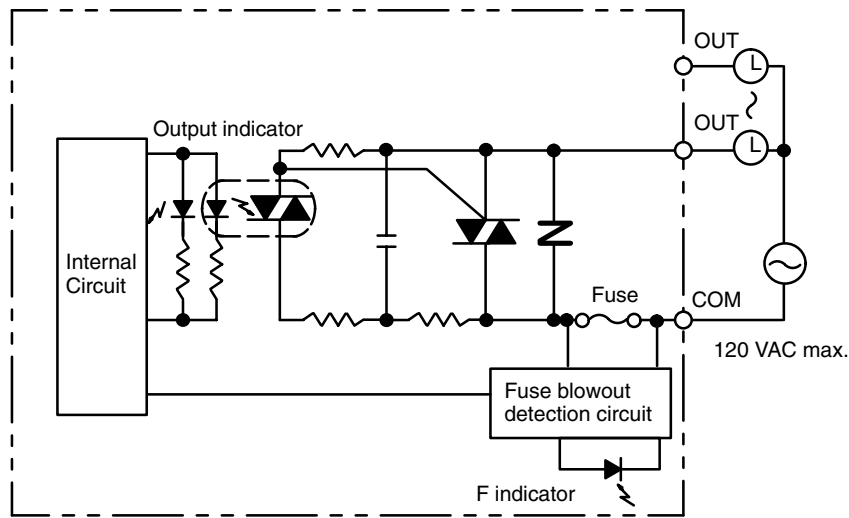 OUT
L
OUT
L
Output indicator
Internal
Circuit
Fuse
COM
120 VAC max.
Fuse blowout
detection circuit
F indicator